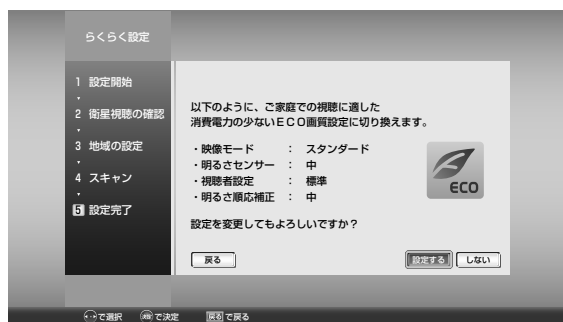 らくらく設定
1 設定開始
2 衛星視聴の確認
3 地域の設定
4 スキャン
5 設定完了
以下のように、ご家庭での視聴に適した
消費電力の少ないＥＣＯ画質設定に切り換えます。
・映像モード ： スタンダード
・明るさセンサー ： 中
・視聴者設定 ： 標準
・明るさ順応補正 ： 中
ECO
設定を変更してもよろしいですか？
戻る 設定する しない
で選択 決定 で決定 戻る で戻る